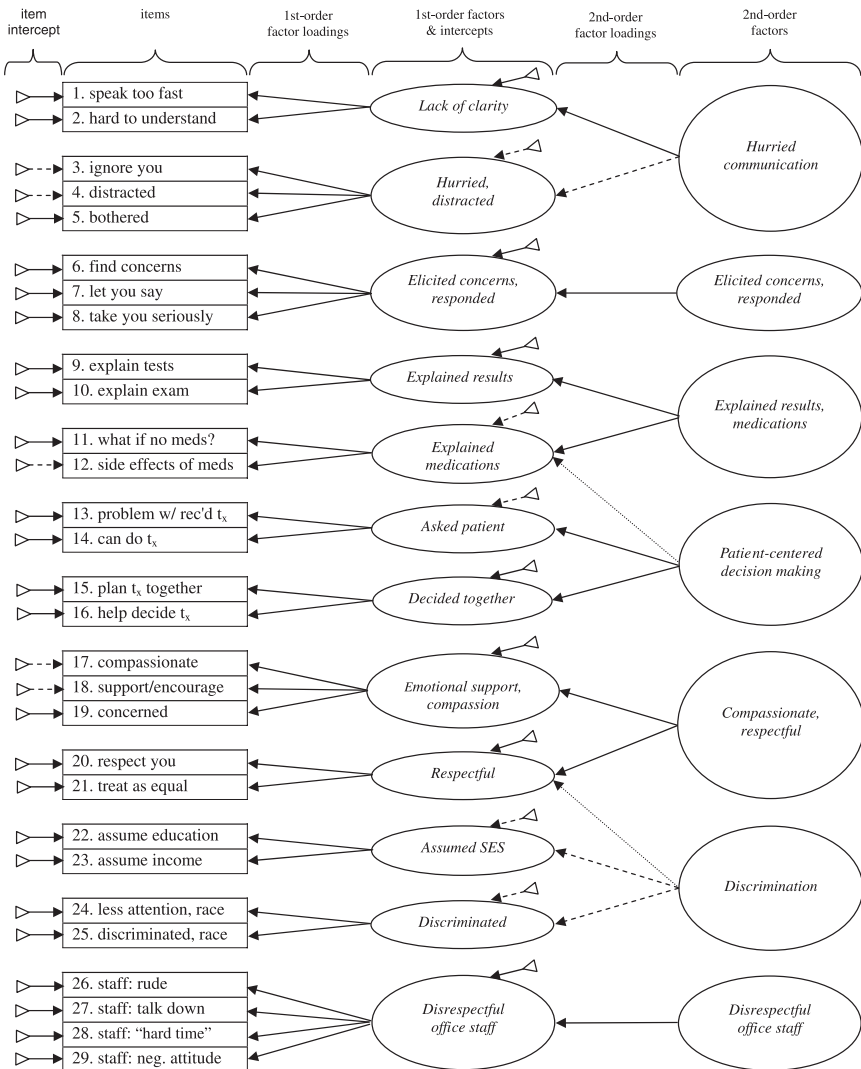 item
intercept
items
1st-order
factor loadings
1st-order factors
& intercepts
2nd-order
factor loadings
2nd-order
factors
1. speak too fast
2. hard to understand
Lack of clarity
3. ignore you
4. distracted
5. bothered
Hurried,
distracted
Hurried
communication
6. find concerns
7. let you say
8. take you seriously
Elicited concerns,
responded
Elicited concerns,
responded
9. explain tests
10. explain exam
Explained results
11. what if no meds?
12. side effects of meds
Explained
medications
Explained results,
medications
13. problem w/ rec'd tx
14. can do tx
Asked patient
15. plan tx together
16. help decide tx
Decided together
Patient-centered
decision making
17. compassionate
18. support/encourage
19. concerned
Emotional support,
compassion
20. respect you
21. treat as equal
Respectful
Compassionate,
respectful
22. assume education
23. assume income
Assumed SES
24. less attention, race
25. discriminated, race
Discriminated
Discrimination
26. staff: rude
27. staff: talk down
28. staff: “hard time”
29. staff: neg. attitude
Disrespectful
office staff
Disrespectful
office staff